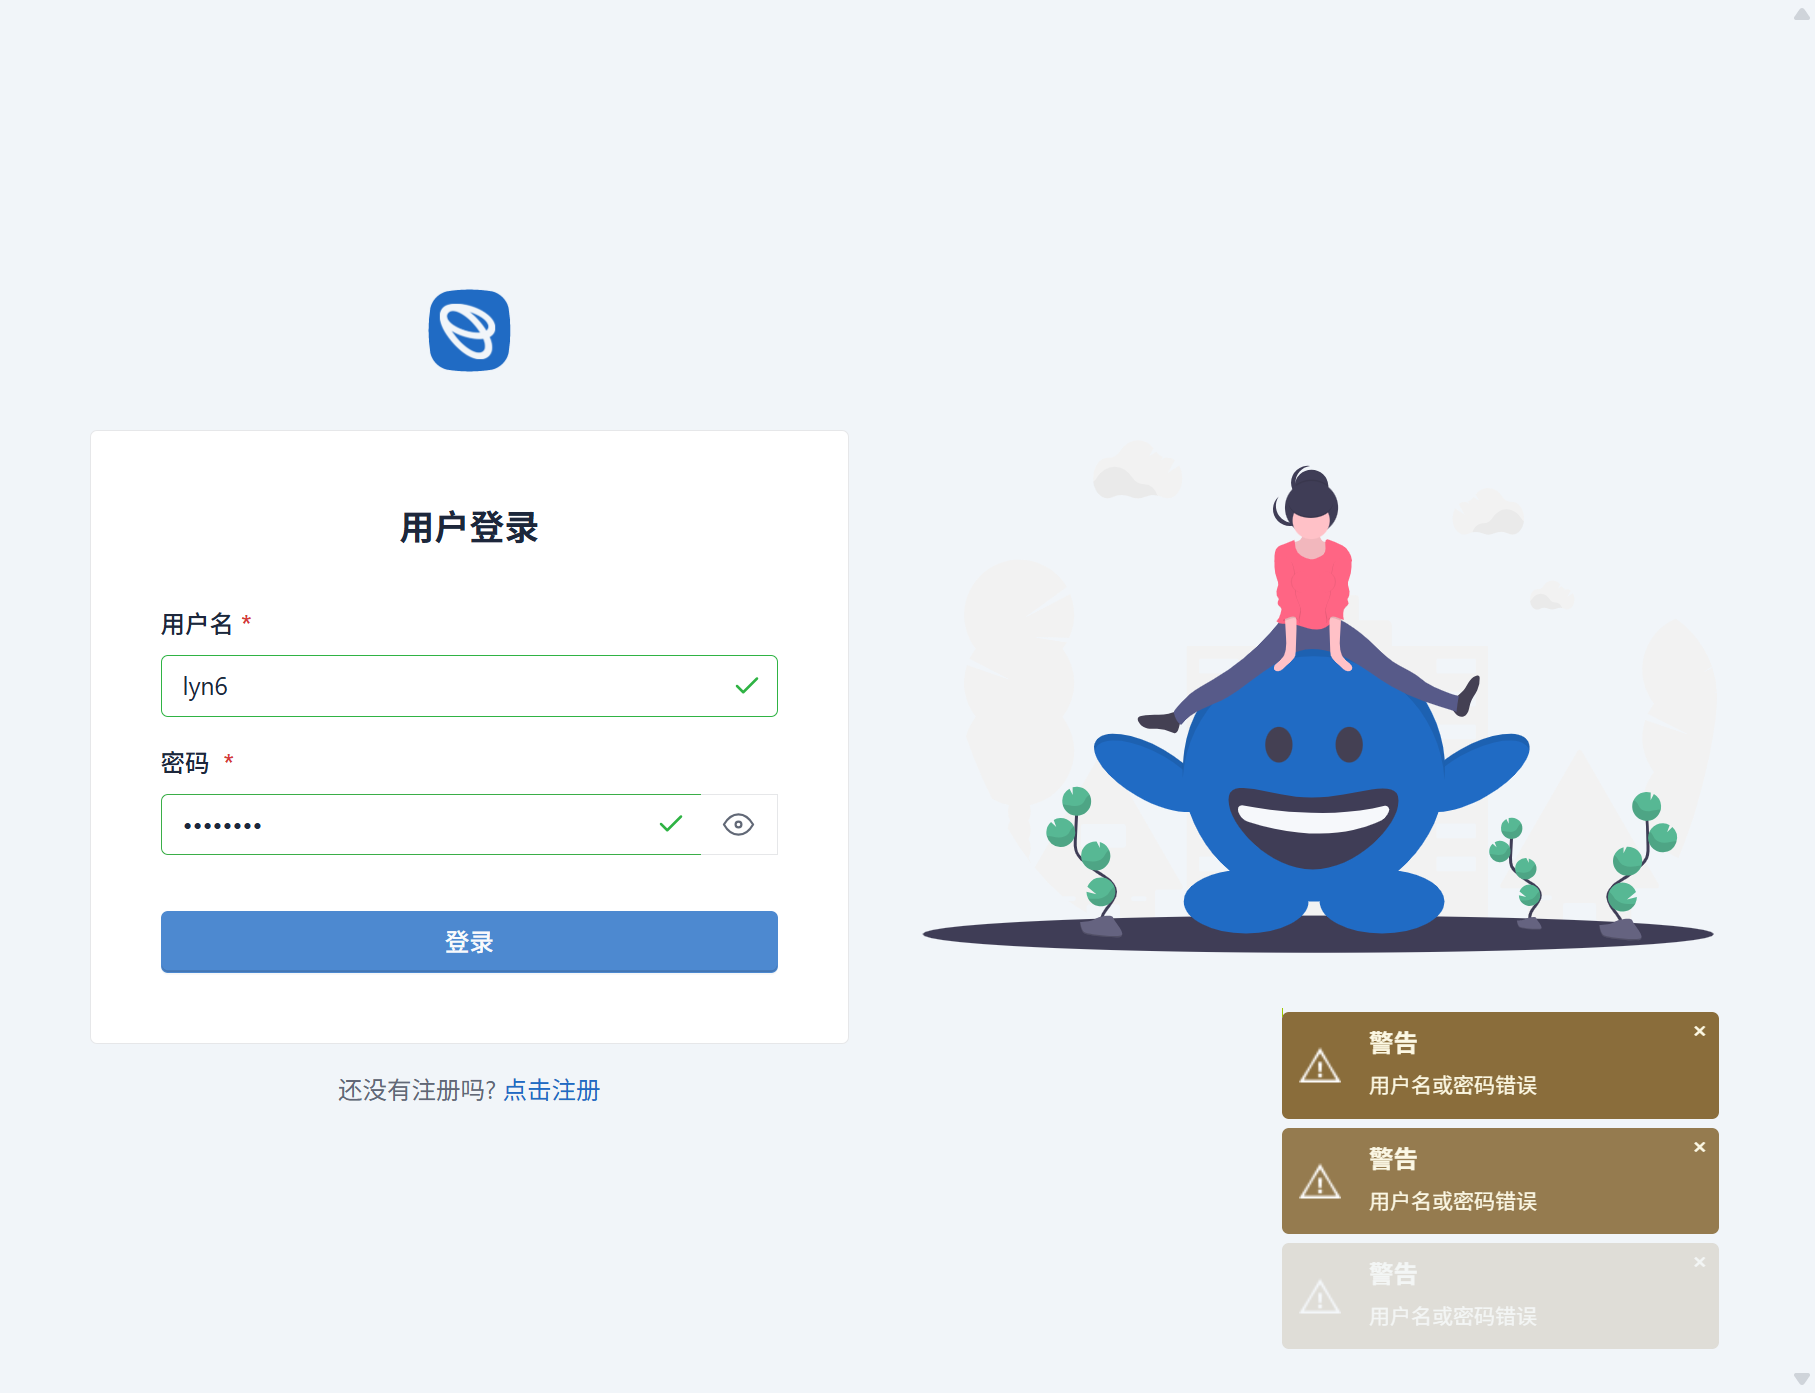 用户登录
用户名 *
lyn6
密码 *
••••••••
登录
还没有注册吗? 点击注册
警告
用户名或密码错误
警告
用户名或密码错误
警告
用户名或密码错误